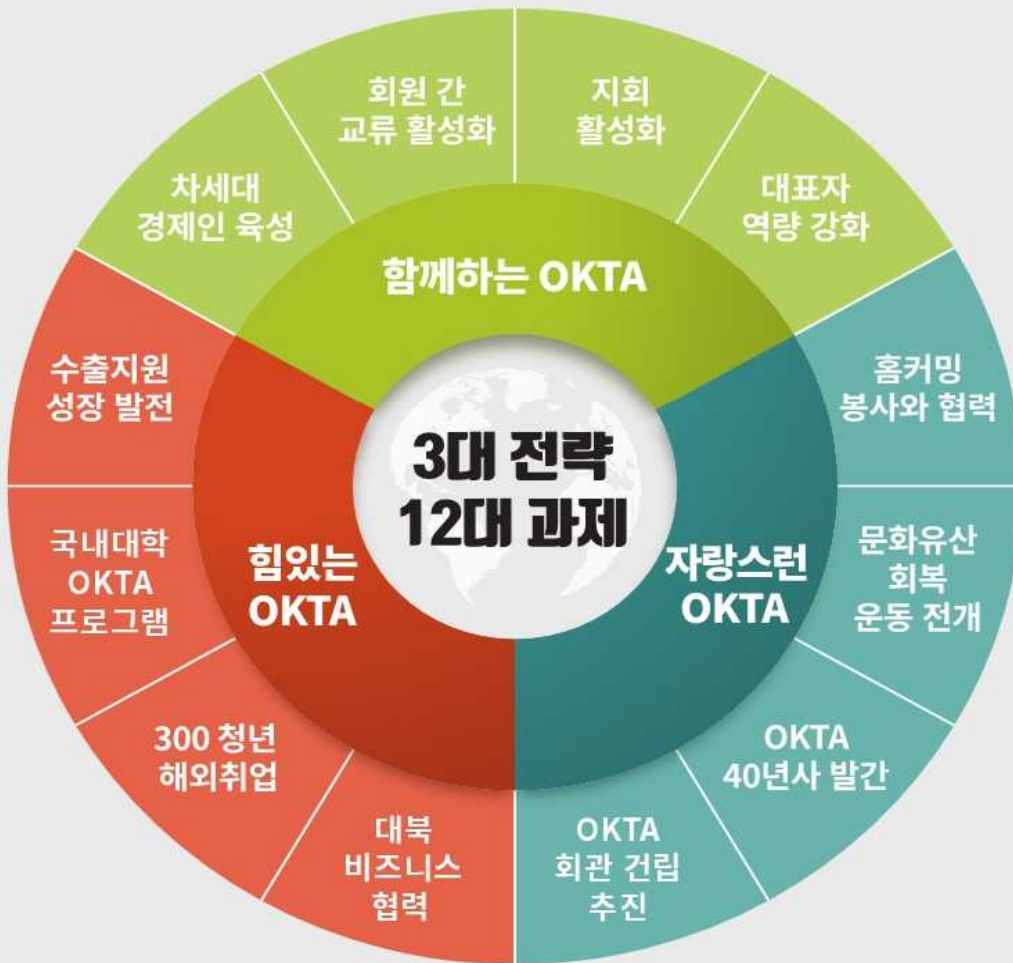 3대 전략
12대 과제
함께하는 OKTA
차세대
경제인 육성
회원 간
교류 활성화
지회
활성화
대표자
역량 강화
자랑스런
OKTA
홈커밍
봉사와 협력
문화유산
회복
운동 전개
OKTA
40년사 발간
OKTA
회관 건립
추진
힘있는
OKTA
수출지원
성장 발전
국내대학
OKTA
프로그램
300 청년
해외취업
대북
비즈니스
협력